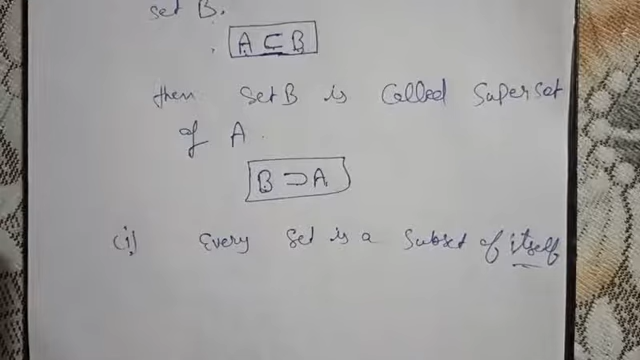 set B.
A ⊂ B
then set B is called superset
of A.
B ⊃ A
(i) Every set is a subset of itself